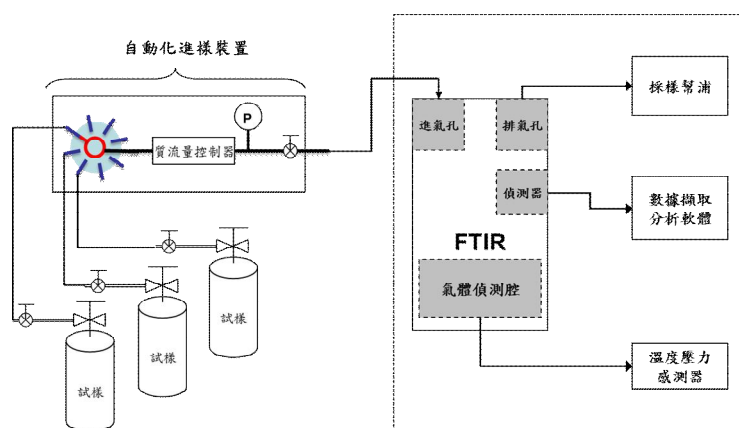 自動化進樣裝置
P
質流量控制器
試樣
試樣
試樣
進氣孔
排氣孔
偵測器
FTIR
氣體偵測腔
採樣幫浦
數據擷取
分析軟體
溫度壓力
感測器